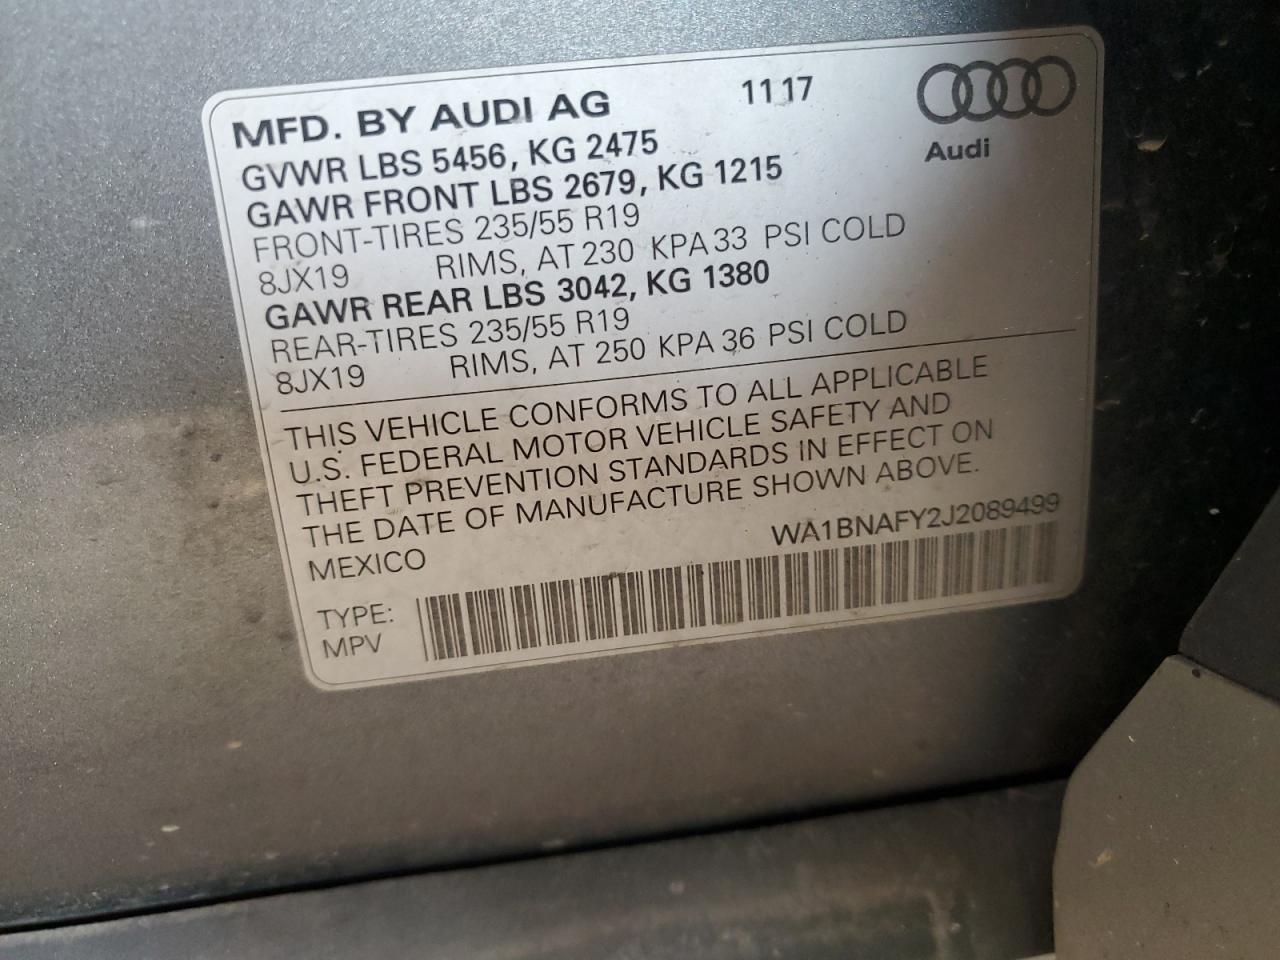 MFD. BY AUDI AG 11 17
Audi
GVWR LBS 5456, KG 2475
GAWR FRONT LBS 2679, KG 1215
FRONT-TIRES 235/55 R19
8JX19 RIMS, AT 230 KPA 33 PSI COLD
GAWR REAR LBS 3042, KG 1380
REAR-TIRES 235/55 R19
8JX19 RIMS, AT 250 KPA 36 PSI COLD
THIS VEHICLE CONFORMS TO ALL APPLICABLE
U.S. FEDERAL MOTOR VEHICLE SAFETY AND
THEFT PREVENTION STANDARDS IN EFFECT ON
THE DATE OF MANUFACTURE SHOWN ABOVE.
MEXICO WA1BNAFY2J2089499
TYPE:
MPV